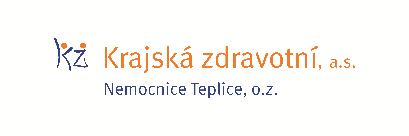 Krajská zdravotní, a.s.
Nemocnice Teplice, o.z.